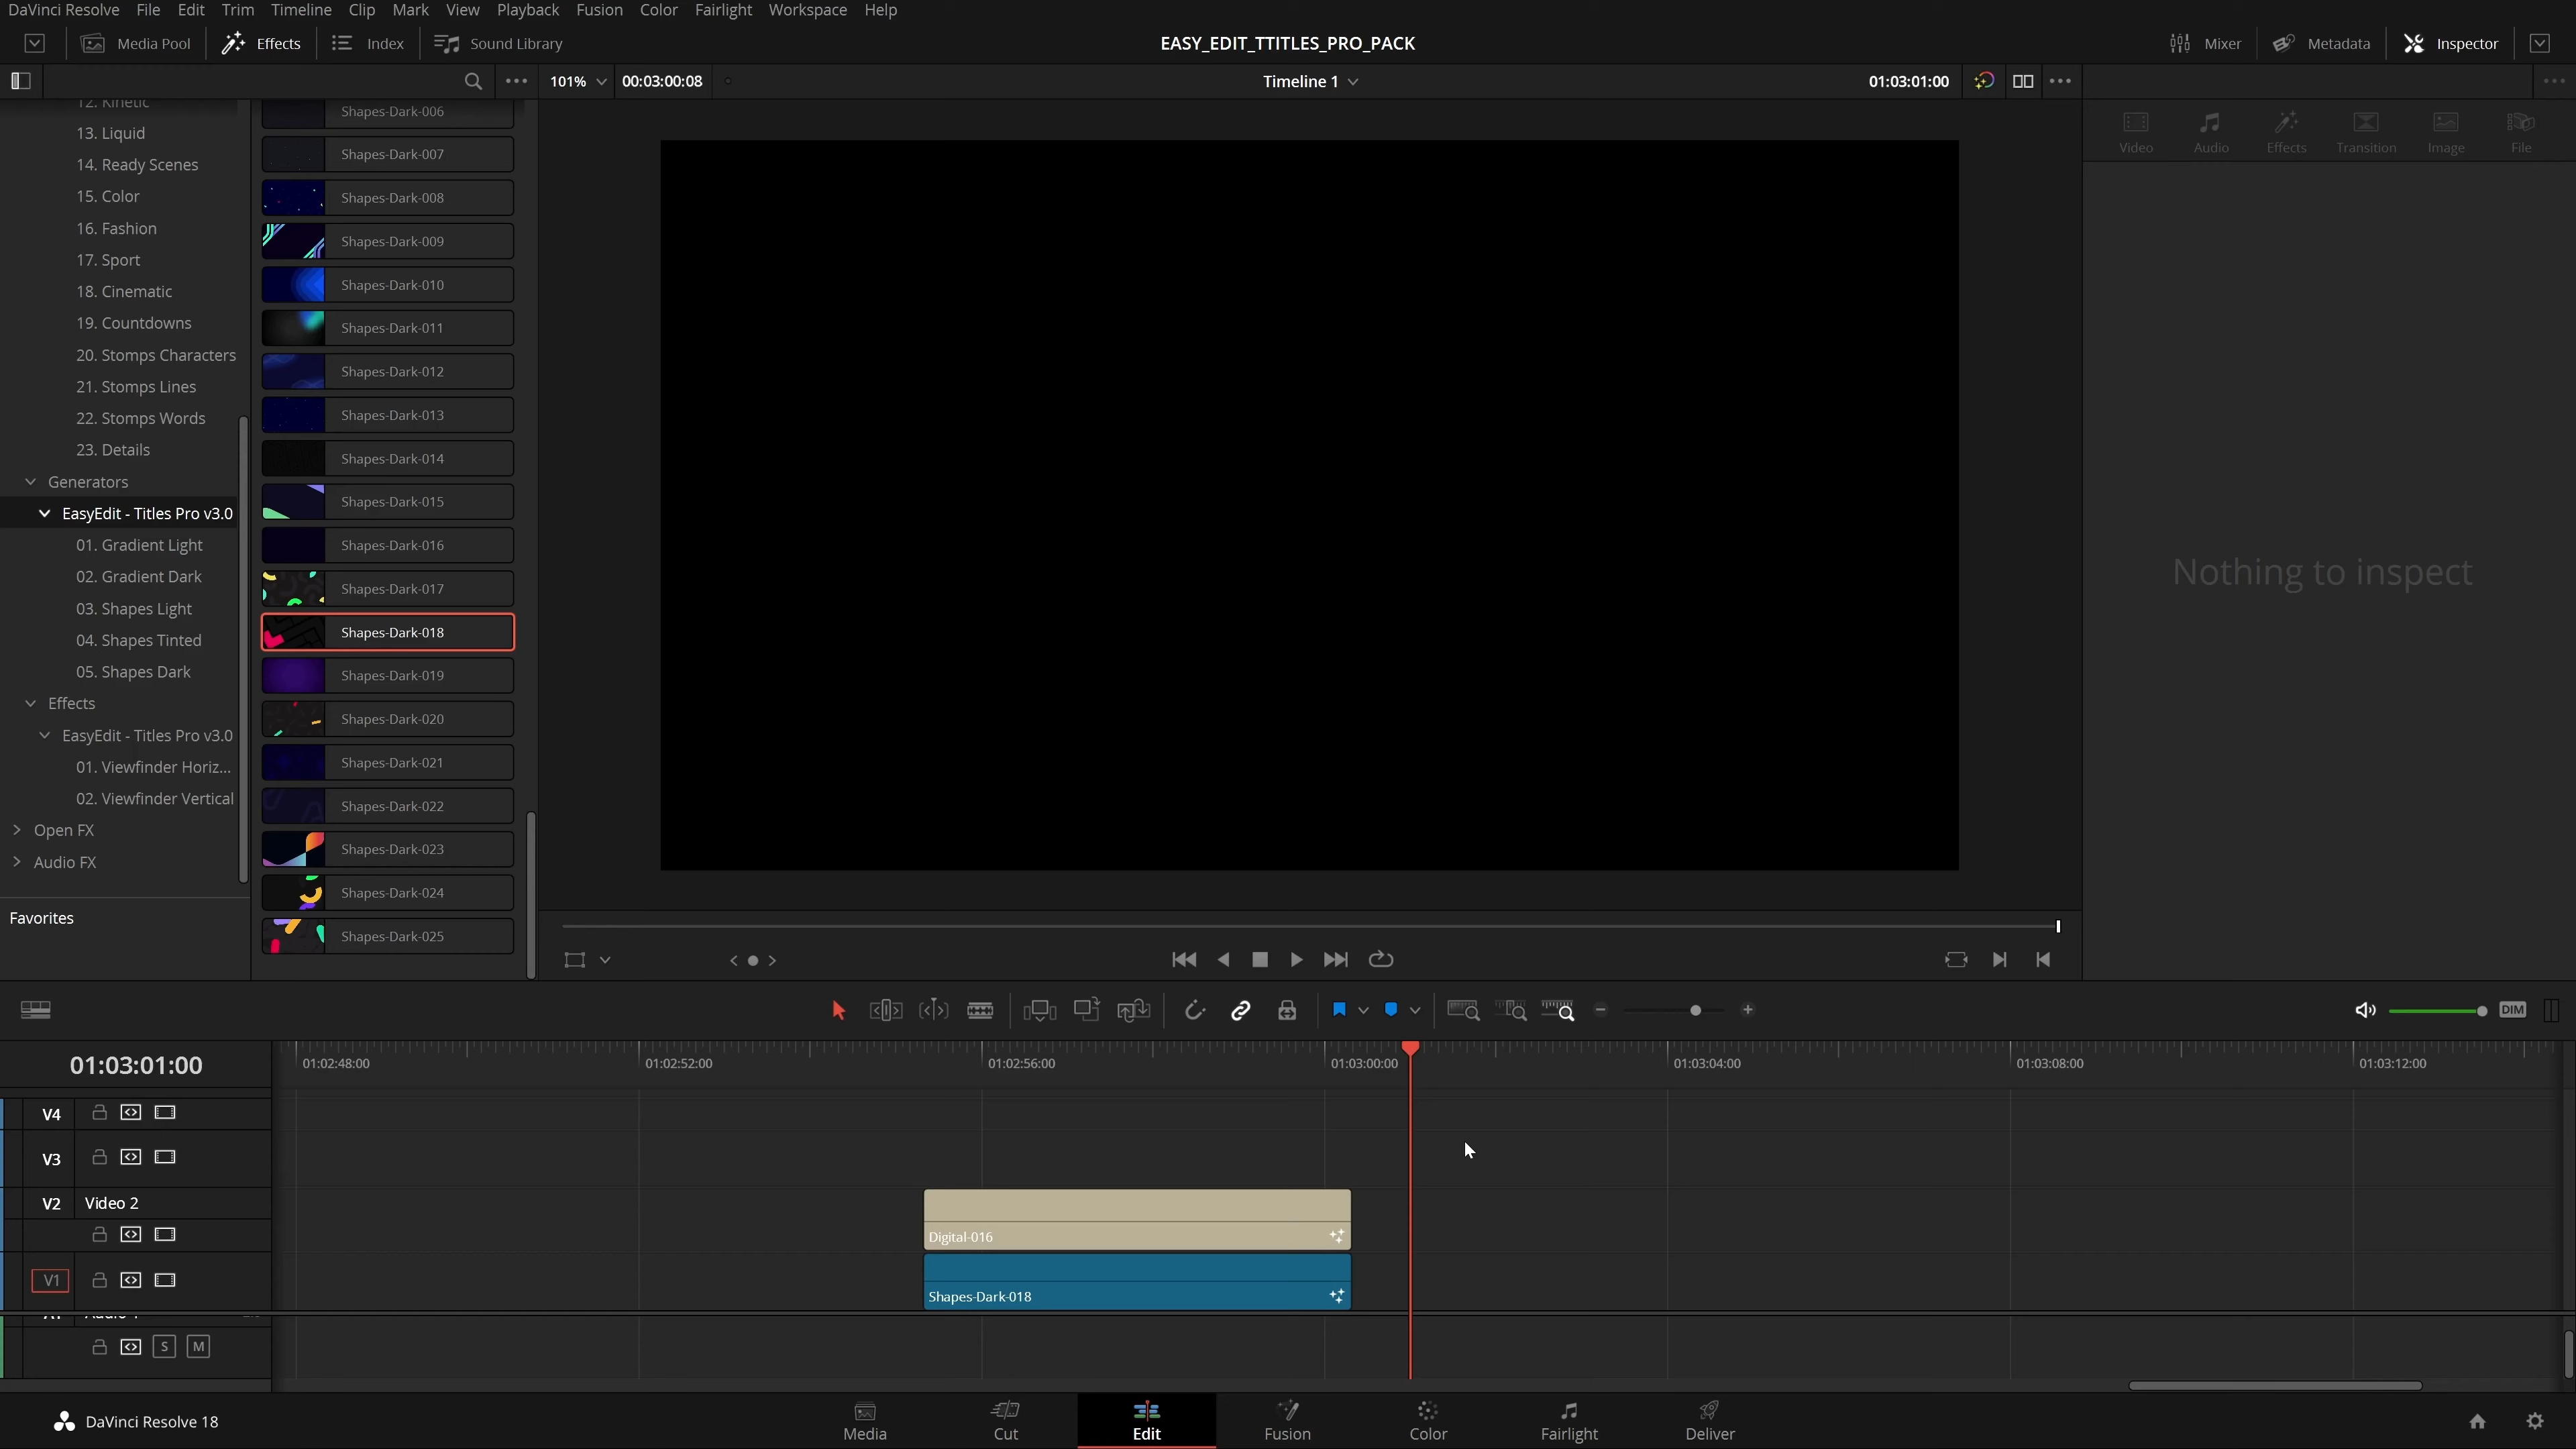 DaVinci Resolve File Edit Trim Timeline Clip Mark View Playback Fusion Color Fairlight Workspace Help
Media Pool Effects Index Sound Library EASY_EDIT_TTITLES_PRO_PACK Mixer Metadata Inspector
101% 00:03:00:08 Timeline 1 01:03:01:00
Video Audio Effects Transition Image File
12. Kinetic
13. Liquid
14. Ready Scenes
15. Color
16. Fashion
17. Sport
18. Cinematic
19. Countdowns
20. Stomps Characters
21. Stomps Lines
22. Stomps Words
23. Details
Generators
EasyEdit - Titles Pro v3.0
01. Gradient Light
02. Gradient Dark
03. Shapes Light
04. Shapes Tinted
05. Shapes Dark
Effects
EasyEdit - Titles Pro v3.0
01. Viewfinder Horiz...
02. Viewfinder Vertical
Open FX
Audio FX
Favorites
Shapes-Dark-006
Shapes-Dark-007
Shapes-Dark-008
Shapes-Dark-009
Shapes-Dark-010
Shapes-Dark-011
Shapes-Dark-012
Shapes-Dark-013
Shapes-Dark-014
Shapes-Dark-015
Shapes-Dark-016
Shapes-Dark-017
Shapes-Dark-018
Shapes-Dark-019
Shapes-Dark-020
Shapes-Dark-021
Shapes-Dark-022
Shapes-Dark-023
Shapes-Dark-024
Shapes-Dark-025
Nothing to inspect
DIM
01:03:01:00 01:02:48:00 01:02:52:00 01:02:56:00 01:03:00:00 01:03:04:00 01:03:08:00 01:03:12:00
V4
V3
V2 Video 2
Digital-016
V1
Shapes-Dark-018
S M
DaVinci Resolve 18 Media Cut Edit Fusion Color Fairlight Deliver